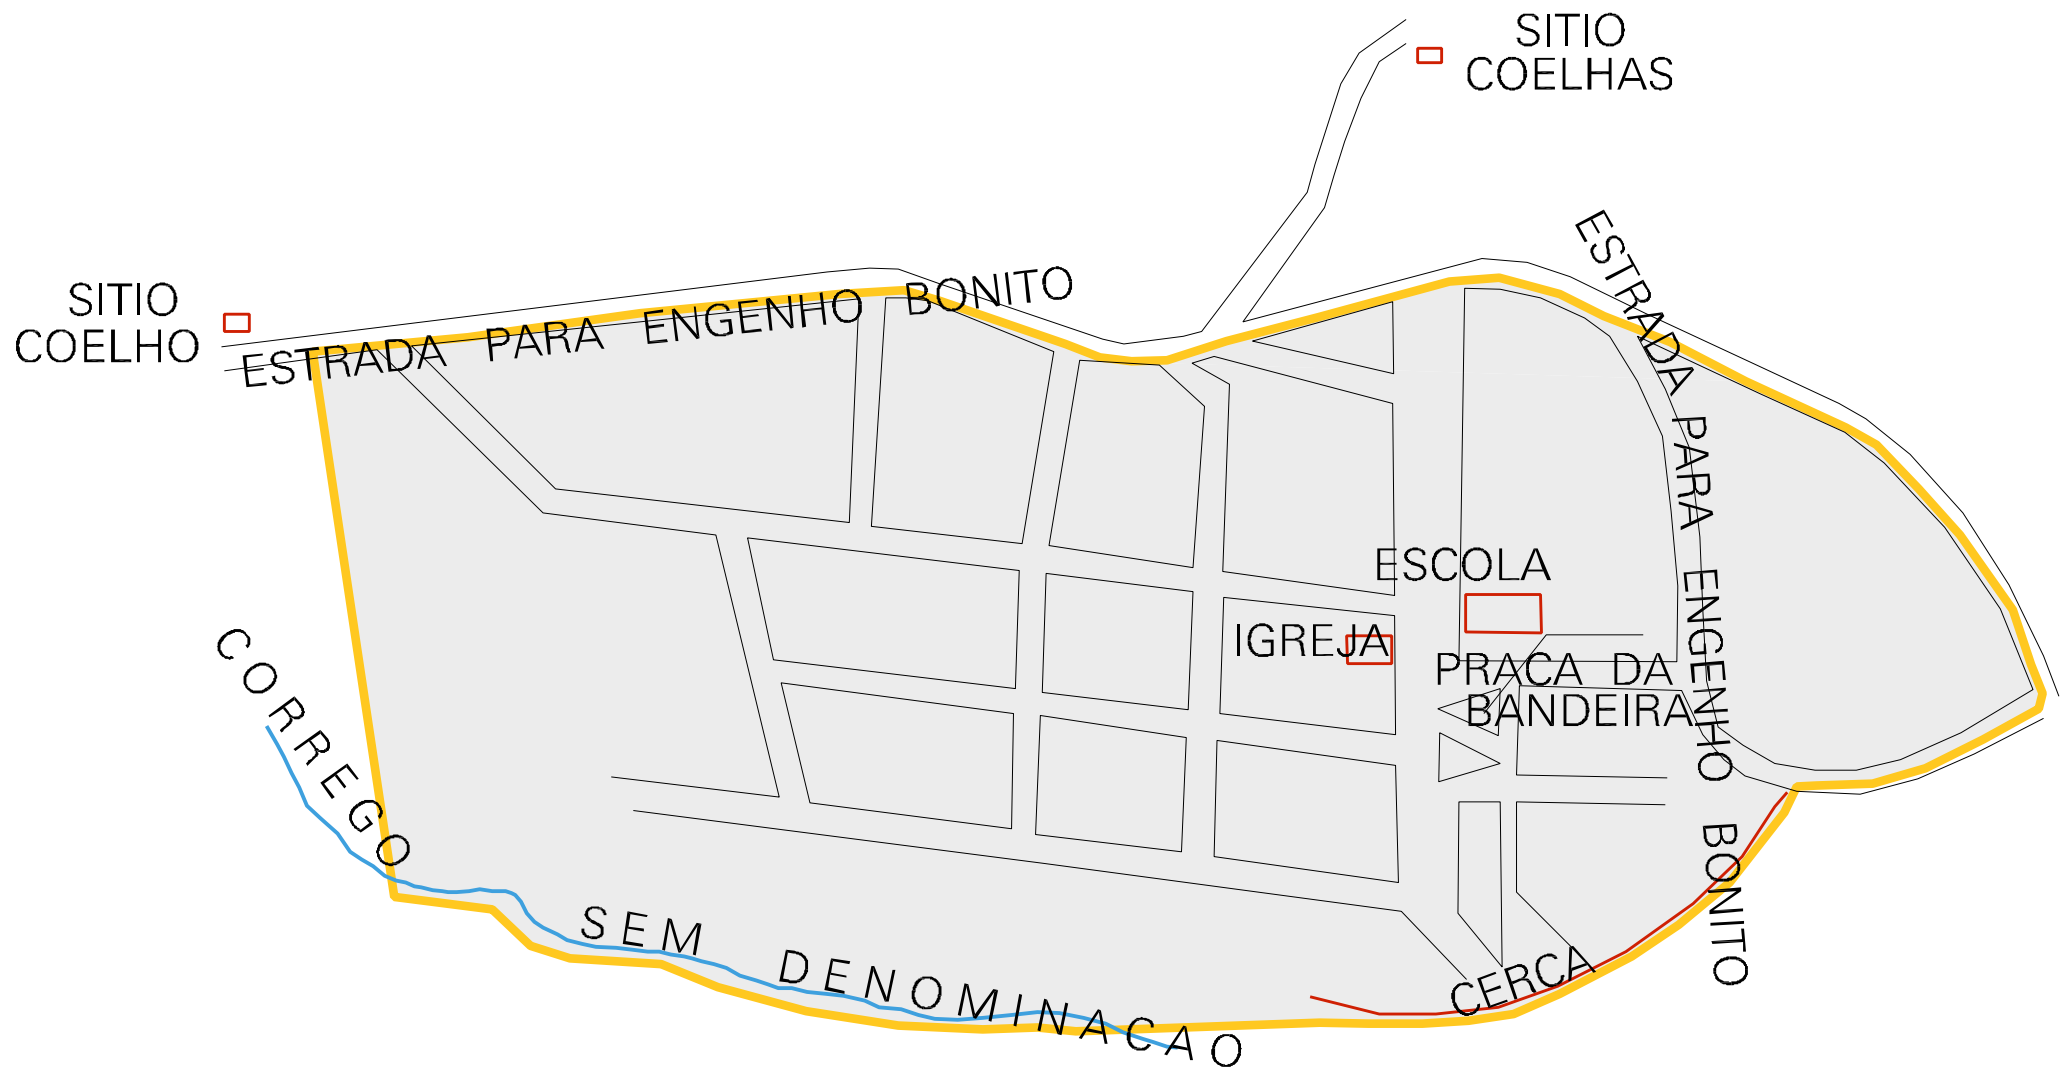 SITIO
COELHAS
SITIO
COELHO
ESTRADA PARA ENGENHO BONITO
ESTRADA PARA ENGENHO BONITO
ESCOLA
IGREJA
PRACA DA
BANDEIRA
CORREGO SEM DENOMINACAO
CERCA